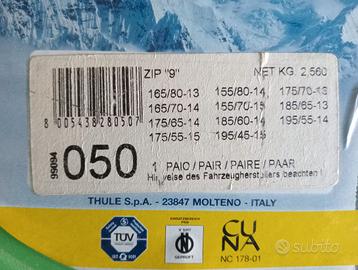 ZIP "9" NET KG. 2,560
165/80-13 155/80-14 175/70-13
165/70-14 155/70-15 185/65-13
175/65-14 185/60-14 195/55-14
175/55-15 195/45-15
8 005438 280507
99094 050
1 PAIO / PAIR / PAIRE / PAAR
Hinweise des Fahrzeugherstellers beachten !
THULE S.p.A. - 23847 MOLTENO - ITALY
TÜV
V 5117
GEPRÜFT
CUNA
NC 178-01
subito